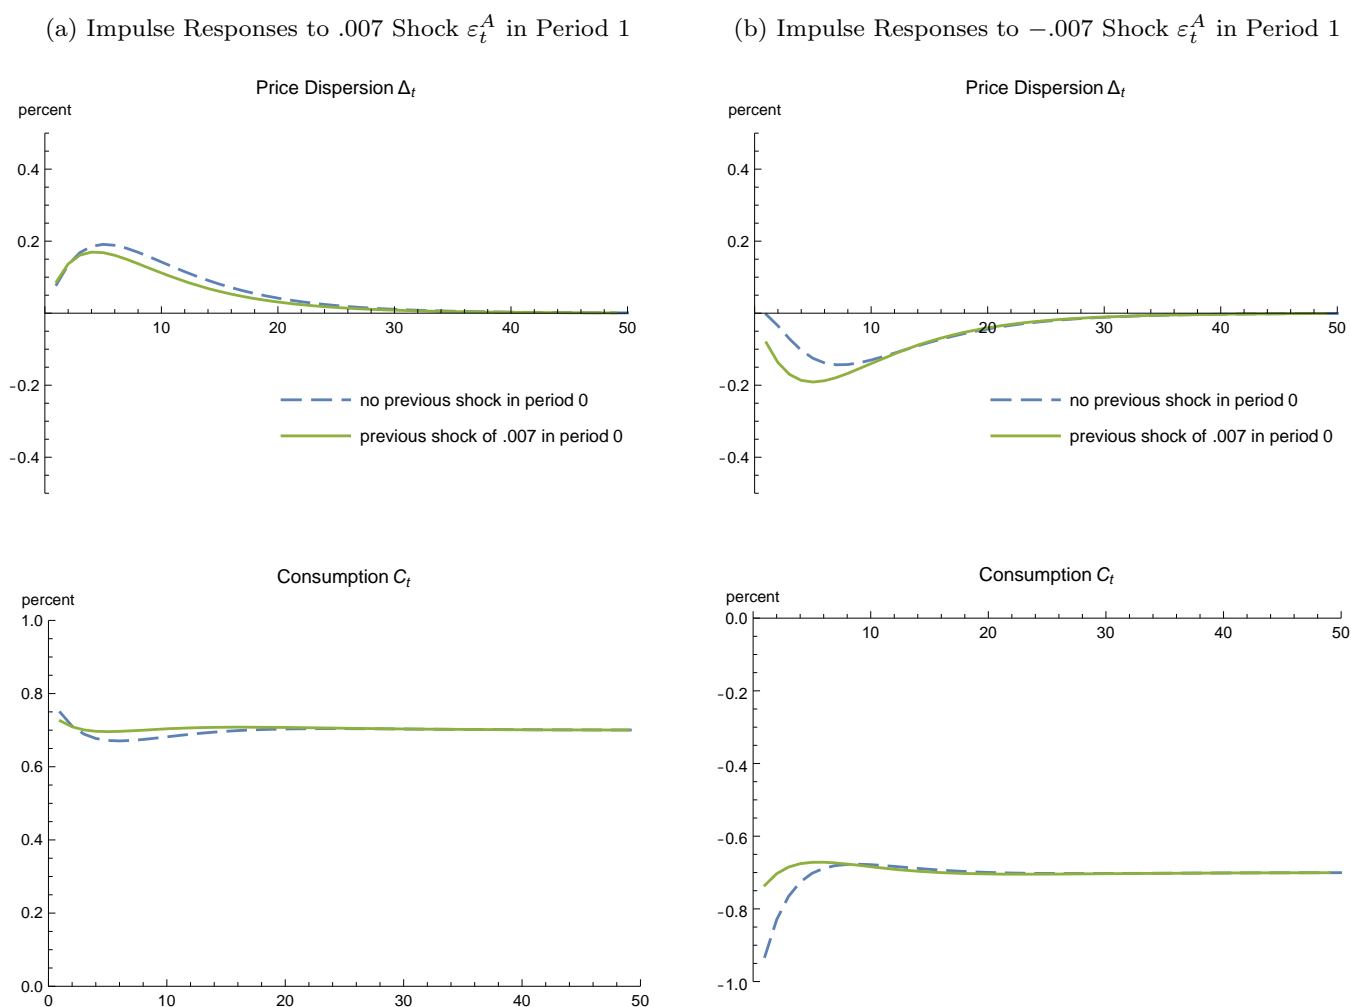 (a) Impulse Responses to .007 Shock ε_t^A in Period 1
Price Dispersion Δ_t
percent
0.4
0.2
10 20 30 40 50
−0.2
−0.4
no previous shock in period 0
previous shock of .007 in period 0
Consumption C_t
percent
1.0
0.8
0.6
0.4
0.2
0.0
0 10 20 30 40 50
(b) Impulse Responses to −.007 Shock ε_t^A in Period 1
Price Dispersion Δ_t
percent
0.4
0.2
10 20 30 40 50
−0.2
−0.4
no previous shock in period 0
previous shock of .007 in period 0
Consumption C_t
percent
0.0
10 20 30 40 50
−0.2
−0.4
−0.6
−0.8
−1.0